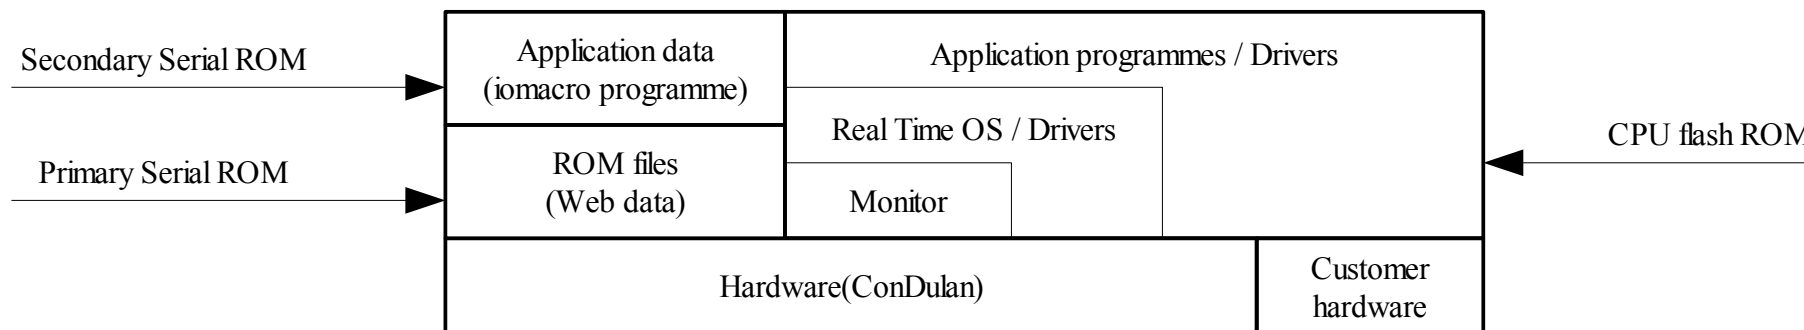 Secondary Serial ROM
Application data
(iomacro programme)
Application programmes / Drivers
Real Time OS / Drivers
CPU flash ROM
Primary Serial ROM
ROM files
(Web data)
Monitor
Hardware(ConDulan)
Customer
hardware